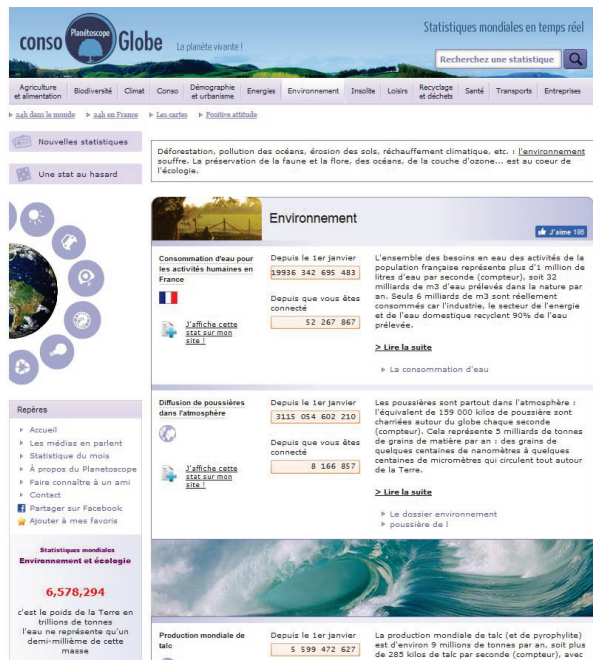 conso Planétoscope Globe
La planète vivante !
Statistiques mondiales en temps réel
Recherchez une statistique
Agriculture et alimentation
Biodiversité
Climat
Conso
Démographie et urbanisme
Energies
Environnement
Insolite
Loisirs
Recyclage et déchets
Santé
Transports
Entreprises
24h dans le monde
24h en France
Les cartes
Positive attitude
Nouvelles statistiques
Une stat au hasard
Déforestation, pollution des océans, érosion des sols, réchauffement climatique, etc. : l'environnement
souffre. La préservation de la faune et la flore, des océans, de la couche d'ozone... est au coeur de
l'écologie.
Environnement
J'aime 186
Consommation d'eau pour
les activités humaines en
France
J'affiche cette
stat sur mon
site !
Depuis le 1er janvier
19936 342 695 483
Depuis que vous êtes
connecté
52 267 867
L'ensemble des besoins en eau des activités de la
population française représente plus d'1 million de
litres d'eau par seconde (compteur), soit 32
milliards de m3 d'eau prélevés dans la nature par
an. Seuls 6 milliards de m3 sont réellement
consommés car l'industrie, le secteur de l'energie
et de l'eau domestique recyclent 90% de l'eau
prélevée.
> Lire la suite
La consommation d'eau
Diffusion de poussières
dans l'atmosphère
J'affiche cette
stat sur mon
site !
Depuis le 1er janvier
3115 054 602 210
Depuis que vous êtes
connecté
8 166 857
Les poussières sont partout dans l'atmosphère :
l'équivalent de 159 000 kilos de poussière sont
charriées autour du globe chaque seconde
(compteur). Cela représente 5 milliards de tonnes
de grains de matière par an : des grains de
quelques centaines de nanomètres à quelques
centaines de micromètres qui circulent tout autour
de la Terre.
> Lire la suite
Le dossier environnement
poussière de l
Repères
Accueil
Les médias en parlent
Statistique du mois
À propos du Planetoscope
Faire connaître à un ami
Contact
Partager sur Facebook
Ajouter à mes favoris
Statistiques mondiales
Environnement et écologie
6,578,294
c'est le poids de la Terre en
trillions de tonnes
l'eau ne représente qu'un
demi-millième de cette
masse
Production mondiale de
talc
Depuis le 1er janvier
5 599 472 627
La production mondiale de talc (et de pyrophylite)
est d'environ 9 millions de tonnes par an, soit plus
de 285 kilos de talc par seconde (compteur), avec